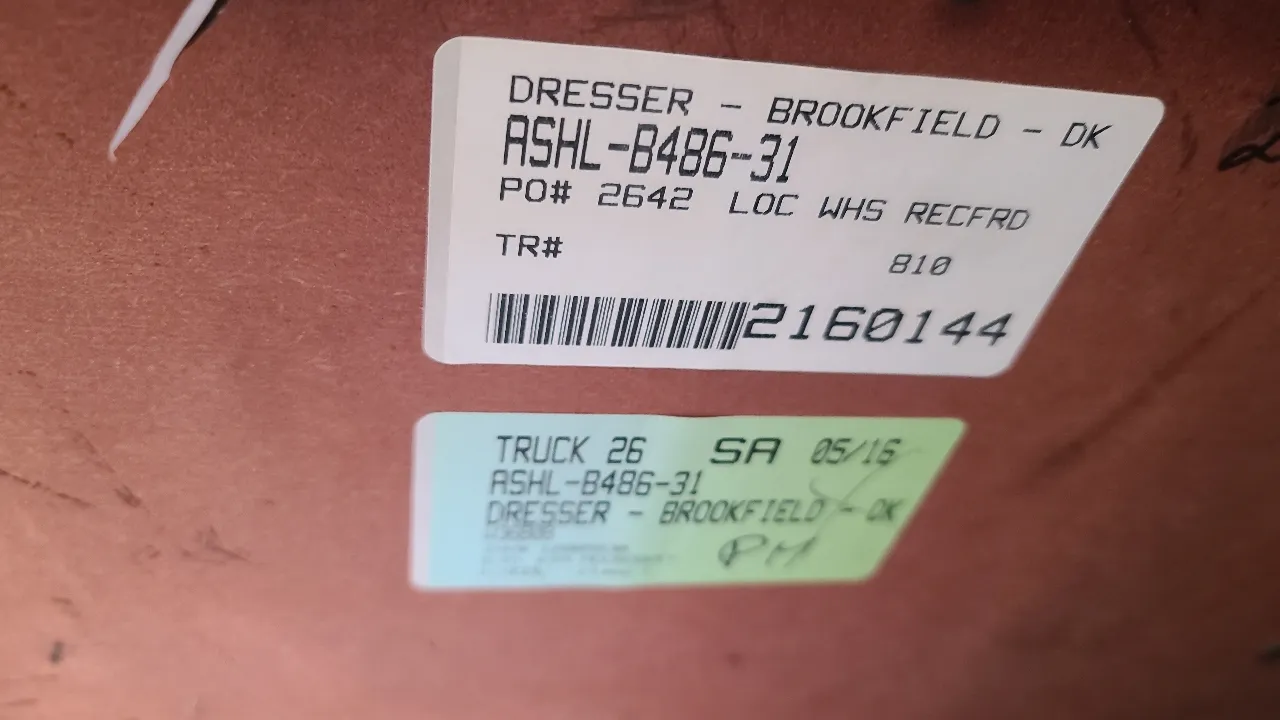 DRESSER - BROOKFIELD - DK
ASHL-B486-31
PO# 2642 LOC WHS RECFRD
TR# 810
2160144
TRUCK 26 SA 05/16
ASHL-B486-31
DRESSER - BROOKFIELD - DK
PM